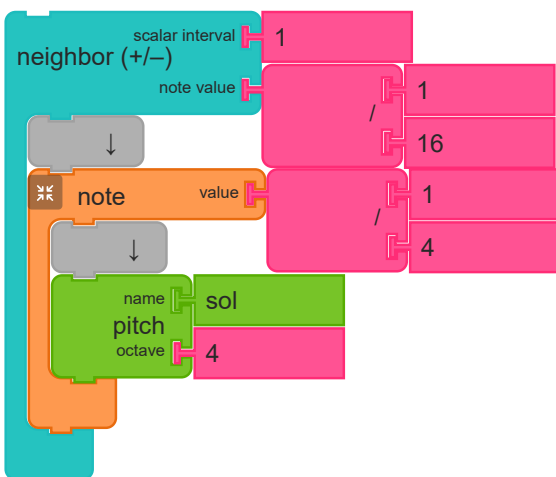 scalar interval 1
neighbor (+/–)
note value 1
/
16
↓
note value 1
/
4
↓
name sol
pitch
octave 4